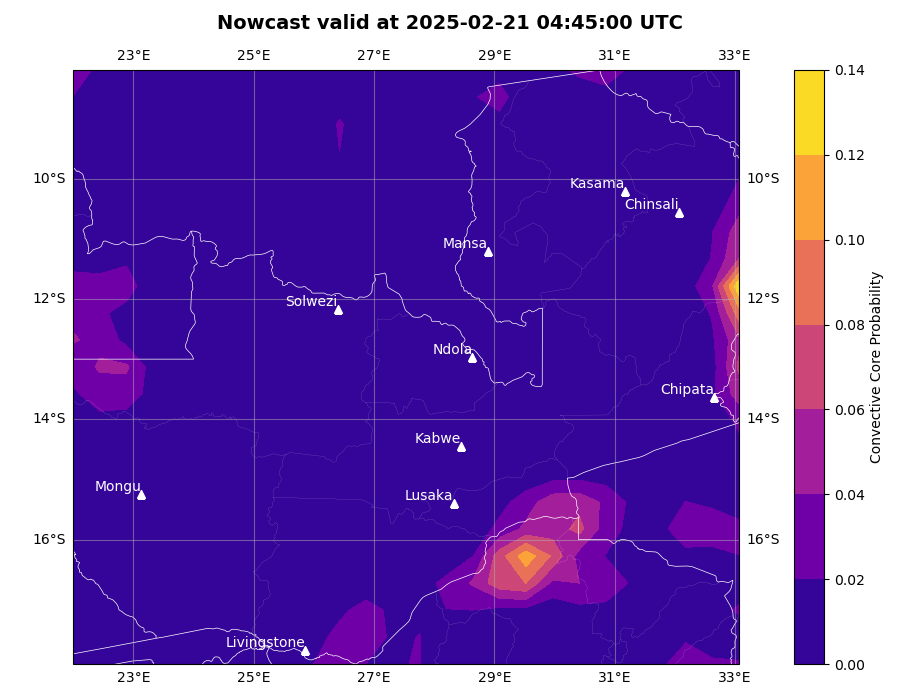 Nowcast valid at 2025-02-21 04:45:00 UTC
23°E 25°E 27°E 29°E 31°E 33°E
0.14
0.12
10°S 10°S
Kasama
Chinsali
0.10
Mansa
12°S 12°S
Solwezi
0.08
Ndola
Chipata
0.06
14°S 14°S
Kabwe
Mongu
Lusaka
0.04
16°S 16°S
0.02
Livingstone
0.00
23°E 25°E 27°E 29°E 31°E 33°E
Convective Core Probability